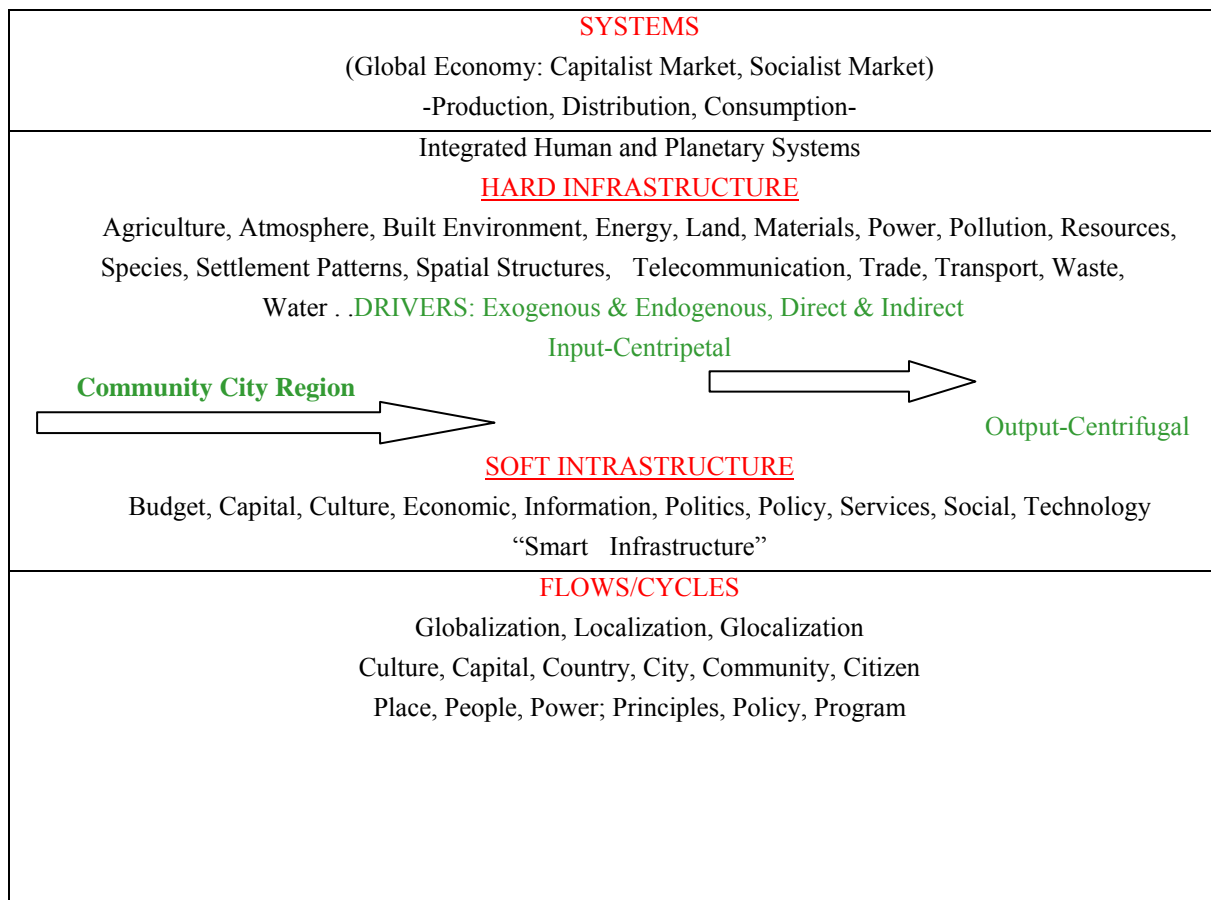 SYSTEMS
(Global Economy: Capitalist Market, Socialist Market)
-Production, Distribution, Consumption-
Integrated Human and Planetary Systems
HARD INFRASTRUCTURE
Agriculture, Atmosphere, Built Environment, Energy, Land, Materials, Power, Pollution, Resources,
Species, Settlement Patterns, Spatial Structures, Telecommunication, Trade, Transport, Waste,
Water . .DRIVERS: Exogenous & Endogenous, Direct & Indirect
Input-Centripetal
Community City Region
Output-Centrifugal
SOFT INTRASTRUCTURE
Budget, Capital, Culture, Economic, Information, Politics, Policy, Services, Social, Technology
“Smart Infrastructure”
FLOWS/CYCLES
Globalization, Localization, Glocalization
Culture, Capital, Country, City, Community, Citizen
Place, People, Power; Principles, Policy, Program